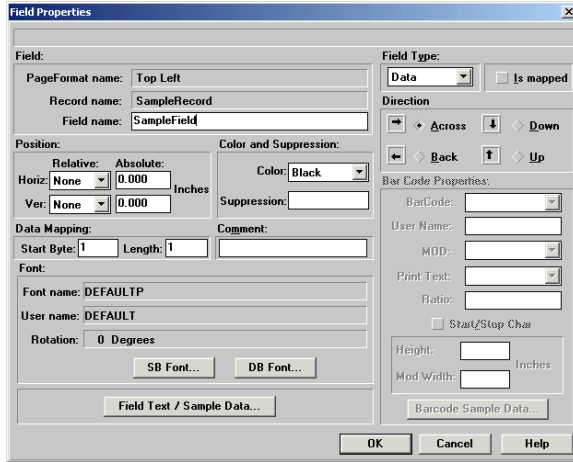 Field Properties
Field:
PageFormat name: Top Left
Record name: SampleRecord
Field name: SampleField
Position:
Relative: Absolute:
Horiz: None 0.000
Inches
Ver: None 0.000
Color and Suppression:
Color: Black
Suppression:
Data Mapping:
Start Byte: 1 Length: 1
Comment:
Font:
Font name: DEFAULTP
User name: DEFAULT
Rotation: 0 Degrees
SB Font... DB Font...
Field Text / Sample Data...
Field Type:
Data
Is mapped
Direction
Across Down
Back Up
Bar Code Properties:
BarCode:
User Name:
MOD:
Print Text:
Ratio:
Start/Stop Char
Height:
Inches
Mod Width:
Barcode Sample Data...
OK Cancel Help